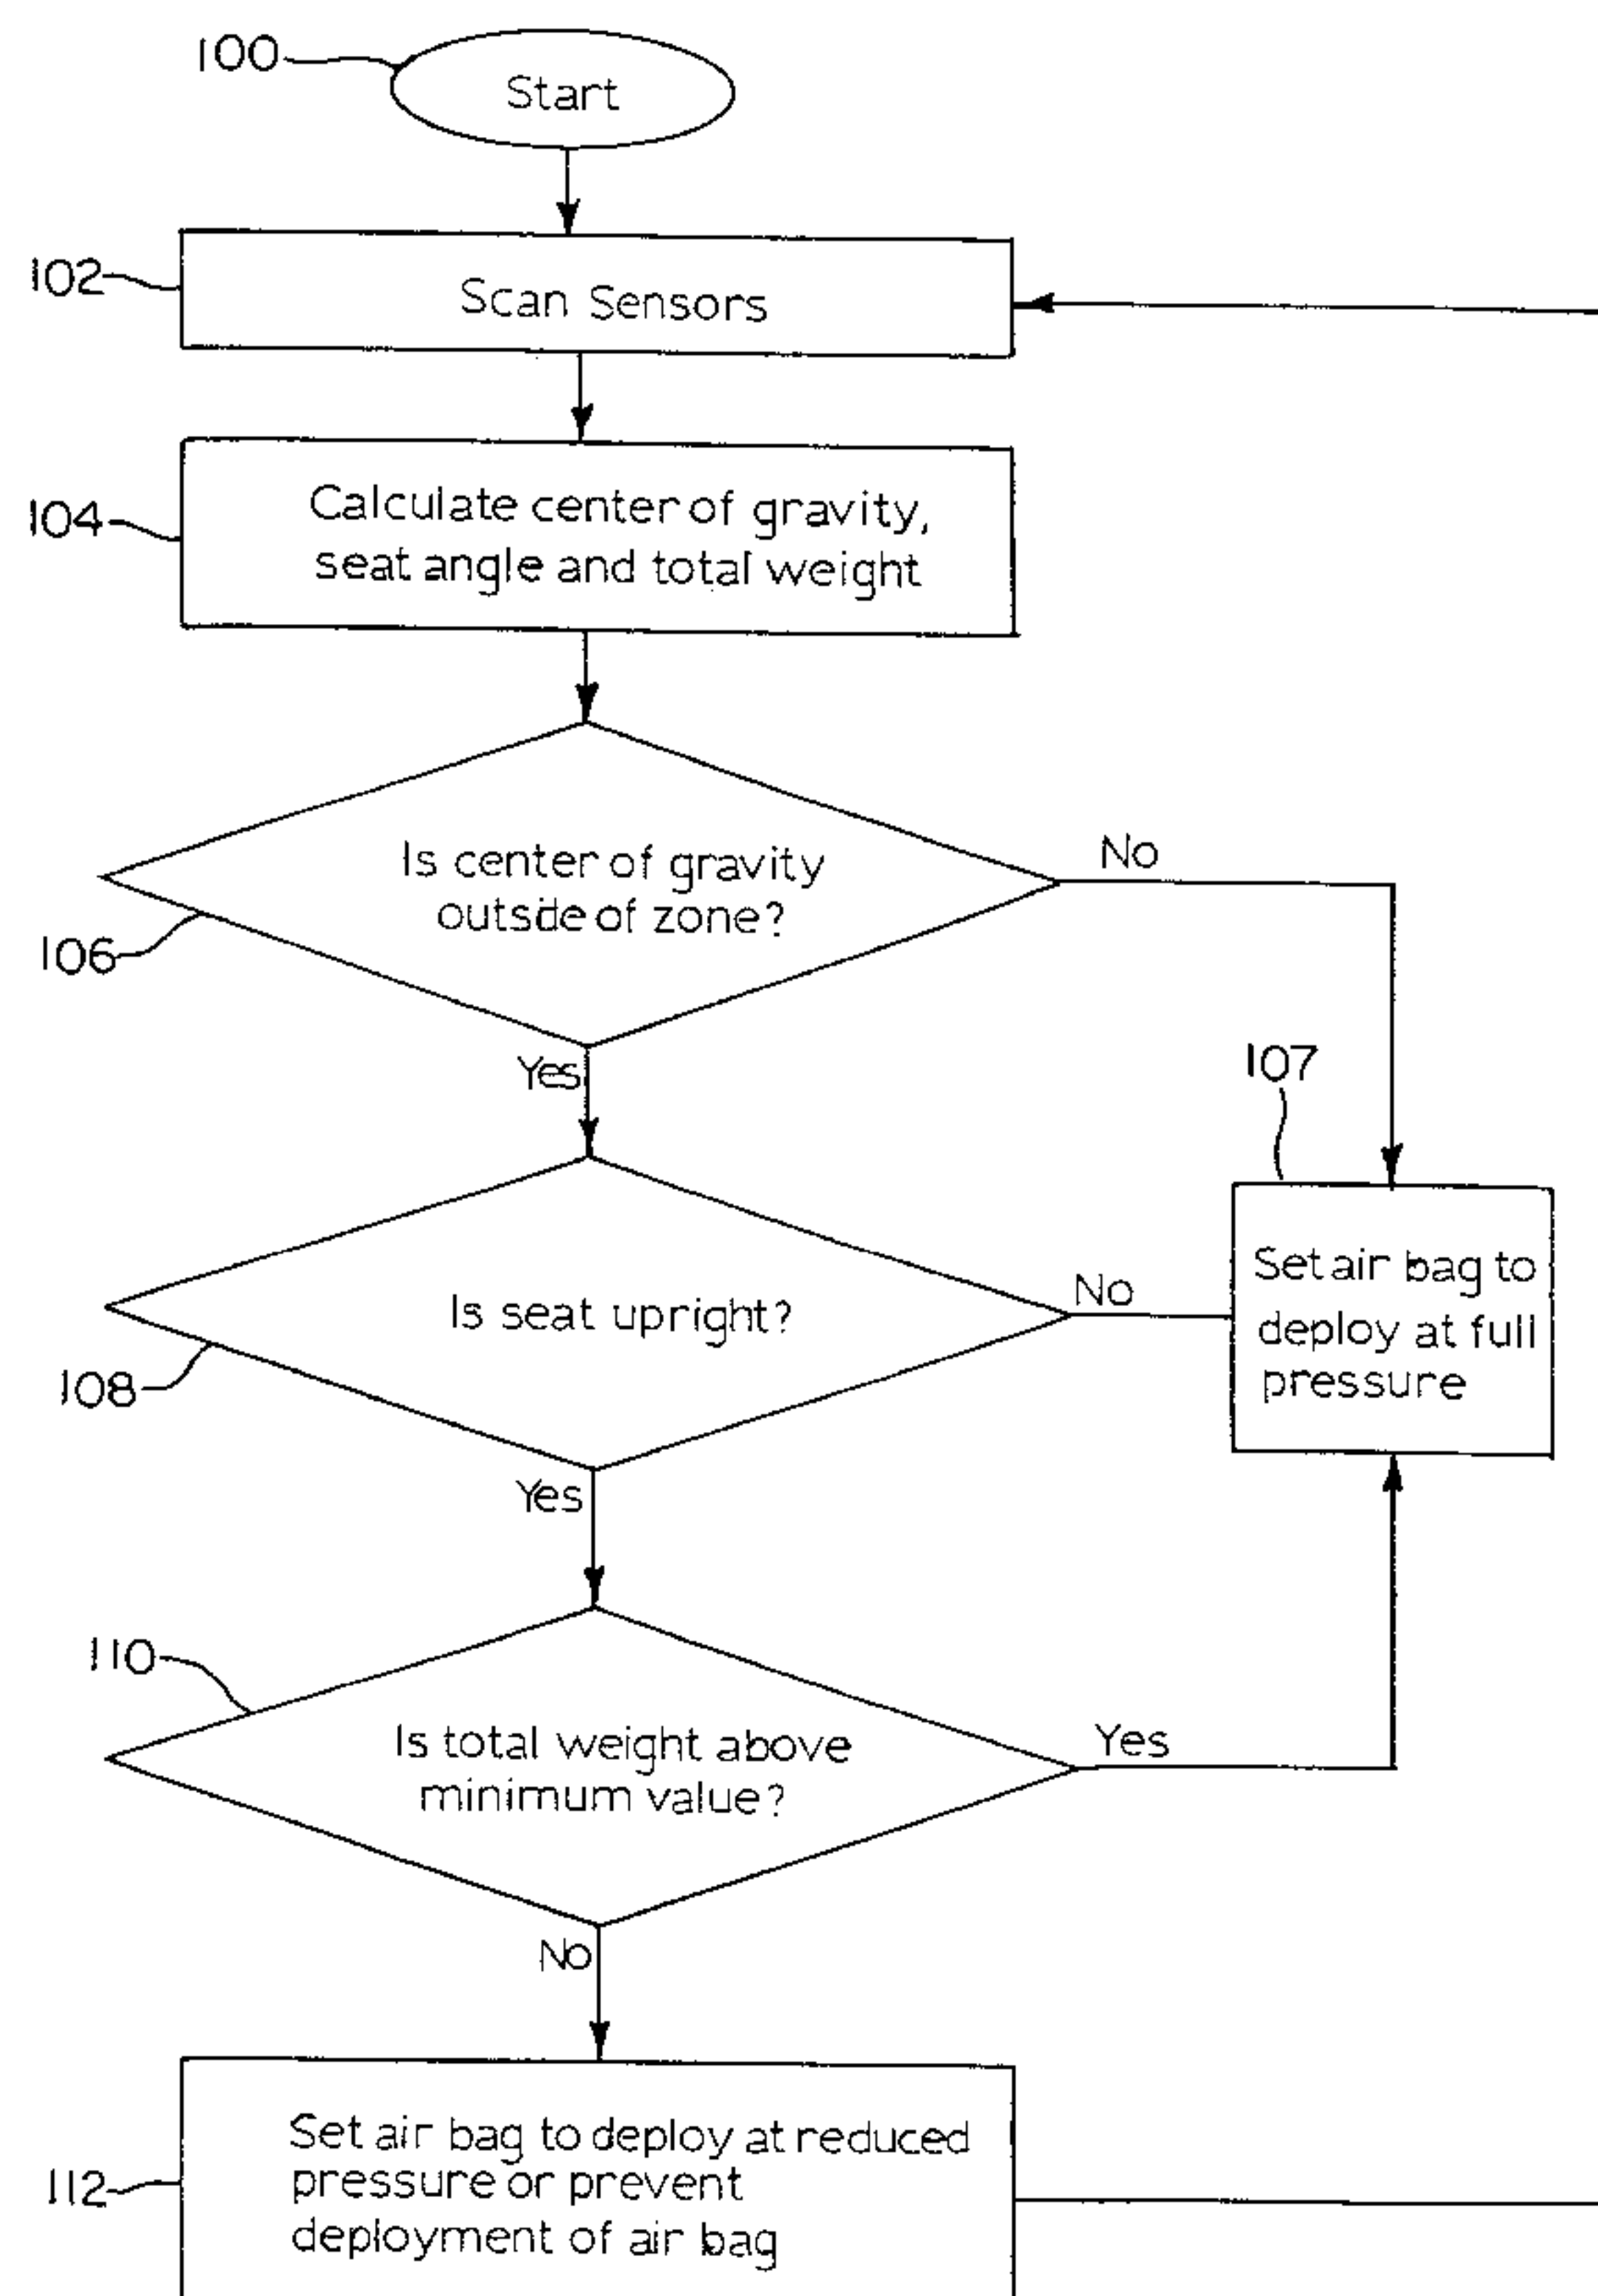 100
Start
102
Scan Sensors
104
Calculate center of gravity,
seat angle and total weight
Is center of gravity
outside of zone?
No
106
Yes
107
Is seat upright?
No
Set air bag to
deploy at full
pressure
108
Yes
110
Is total weight above
minimum value?
Yes
No
112
Set air bag to deploy at reduced
pressure or prevent
deployment of air bag